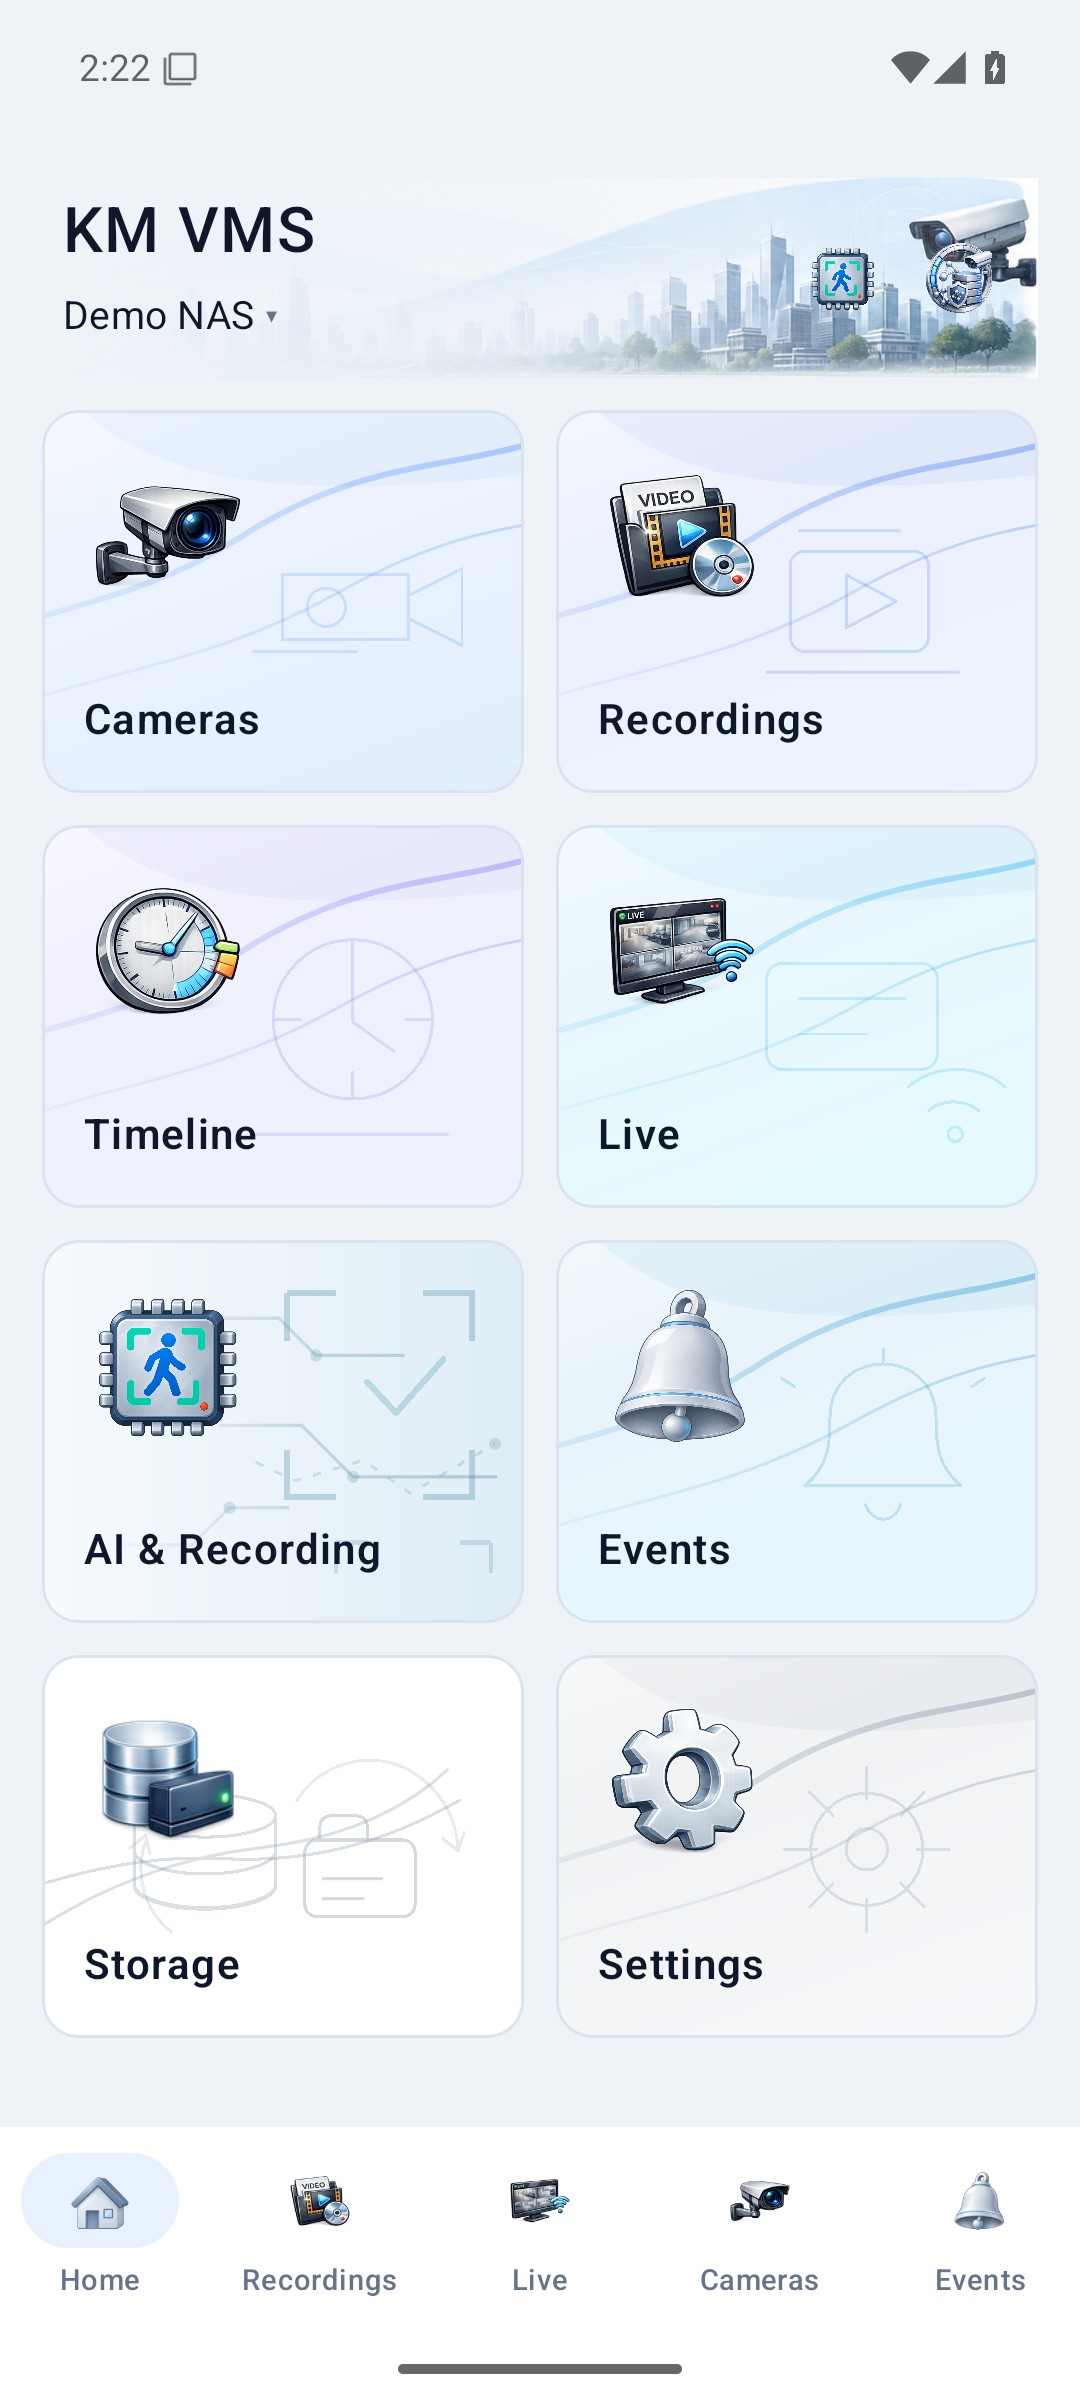 2:22
KM VMS
Demo NAS ▾
VIDEO
Cameras
Recordings
LIVE
Timeline
Live
AI & Recording
Events
Storage
Settings
VIDEO
Home
Recordings
Live
Cameras
Events